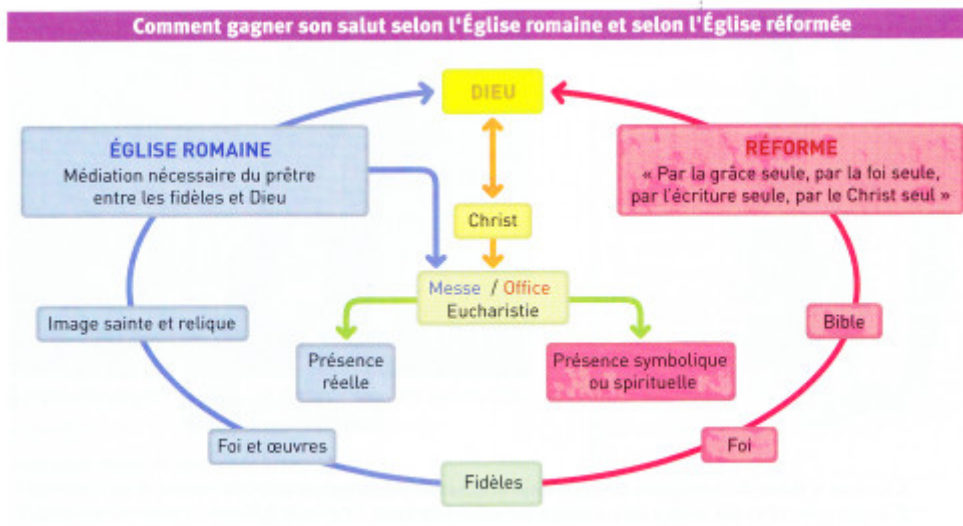 Comment gagner son salut selon l'Église romaine et selon l'Église réformée
DIEU
ÉGLISE ROMAINE
Médiation nécessaire du prêtre
entre les fidèles et Dieu
RÉFORME
« Par la grâce seule, par la foi seule,
par l'écriture seule, par le Christ seul »
Christ
Messe / Office
Eucharistie
Image sainte et relique
Bible
Présence
réelle
Présence symbolique
ou spirituelle
Foi et œuvres
Foi
Fidèles